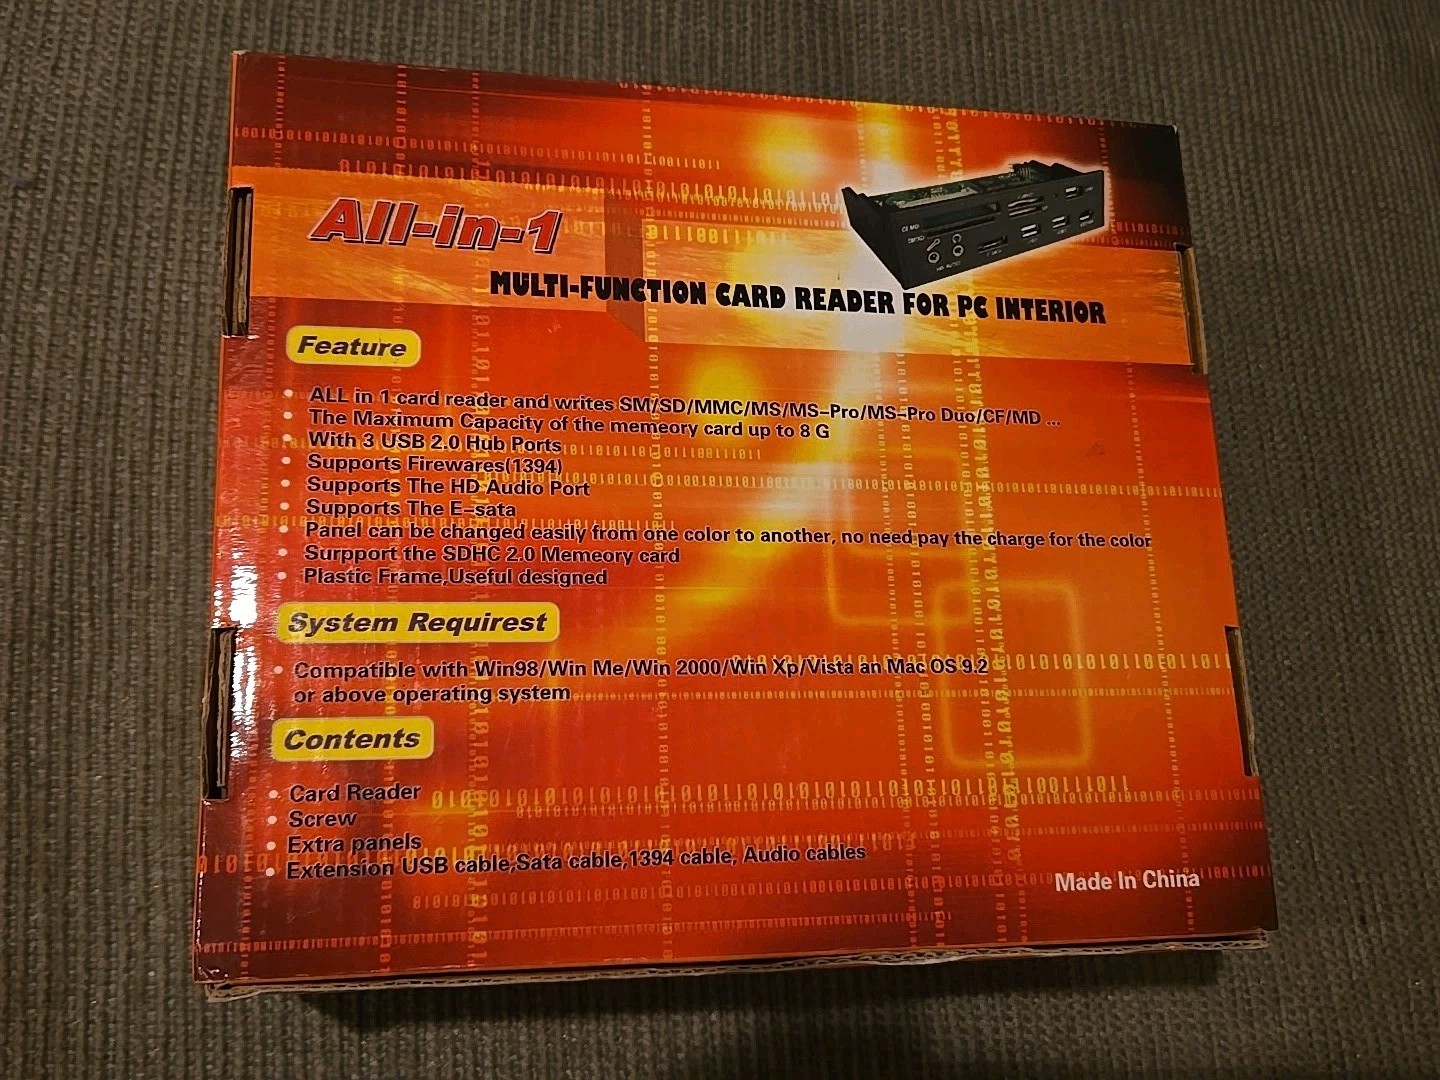 All-in-1
MULTI-FUNCTION CARD READER FOR PC INTERIOR
Feature
ALL in 1 card reader and writes SM/SD/MMC/MS/MS-Pro/MS-Pro Duo/CF/MD ...
The Maximum Capacity of the memeory card up to 8 G
With 3 USB 2.0 Hub Ports
Supports Firewares(1394)
Supports The HD Audio Port
Supports The E-sata
Panel can be changed easily from one color to another, no need pay the charge for the color
Surpport the SDHC 2.0 Memeory card
Plastic Frame,Useful designed
System Requirest
Compatible with Win98/Win Me/Win 2000/Win Xp/Vista an Mac OS 9.2
or above operating system
Contents
Card Reader
Screw
Extra panels
Extension USB cable,Sata cable,1394 cable, Audio cables
Made In China